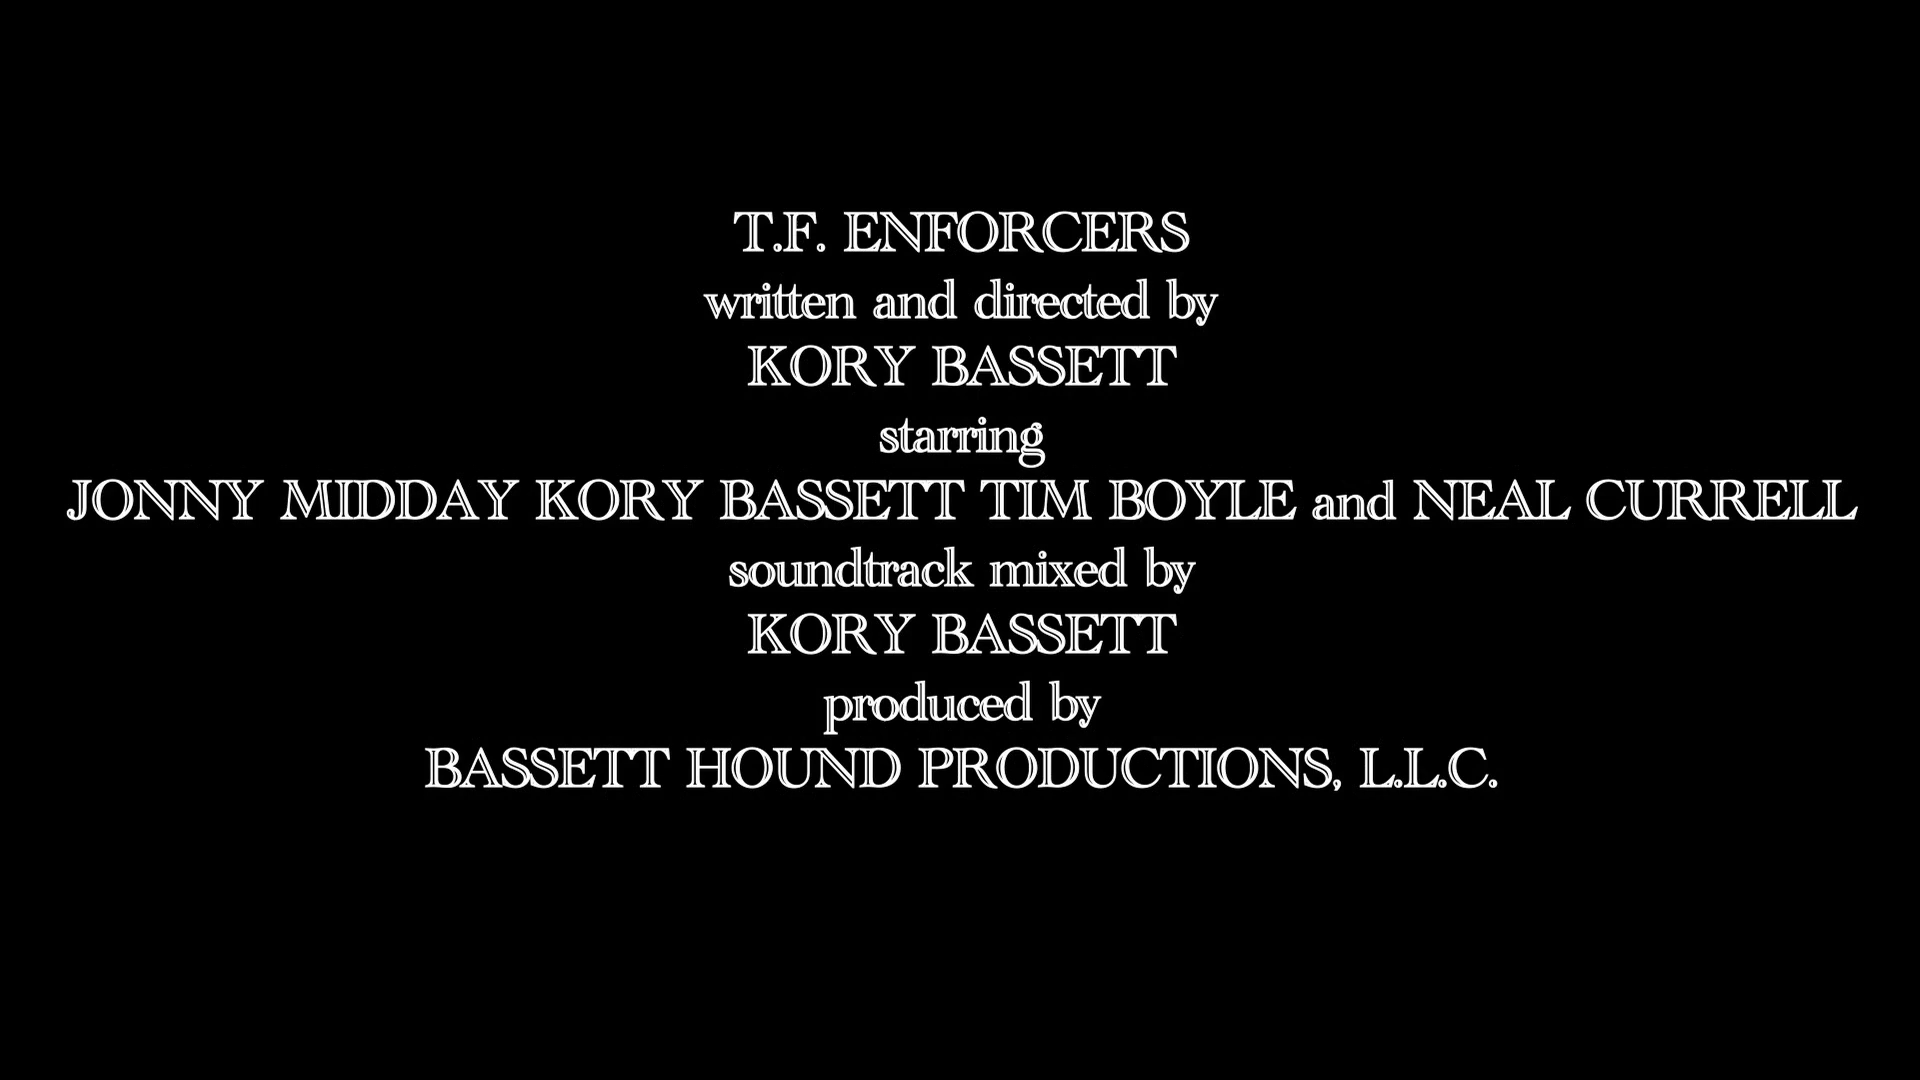 T.F. ENFORCERS
written and directed by
KORY BASSETT
starring
JONNY MIDDAY KORY BASSETT TIM BOYLE and NEAL CURRELL
soundtrack mixed by
KORY BASSETT
produced by
BASSETT HOUND PRODUCTIONS, L.L.C.